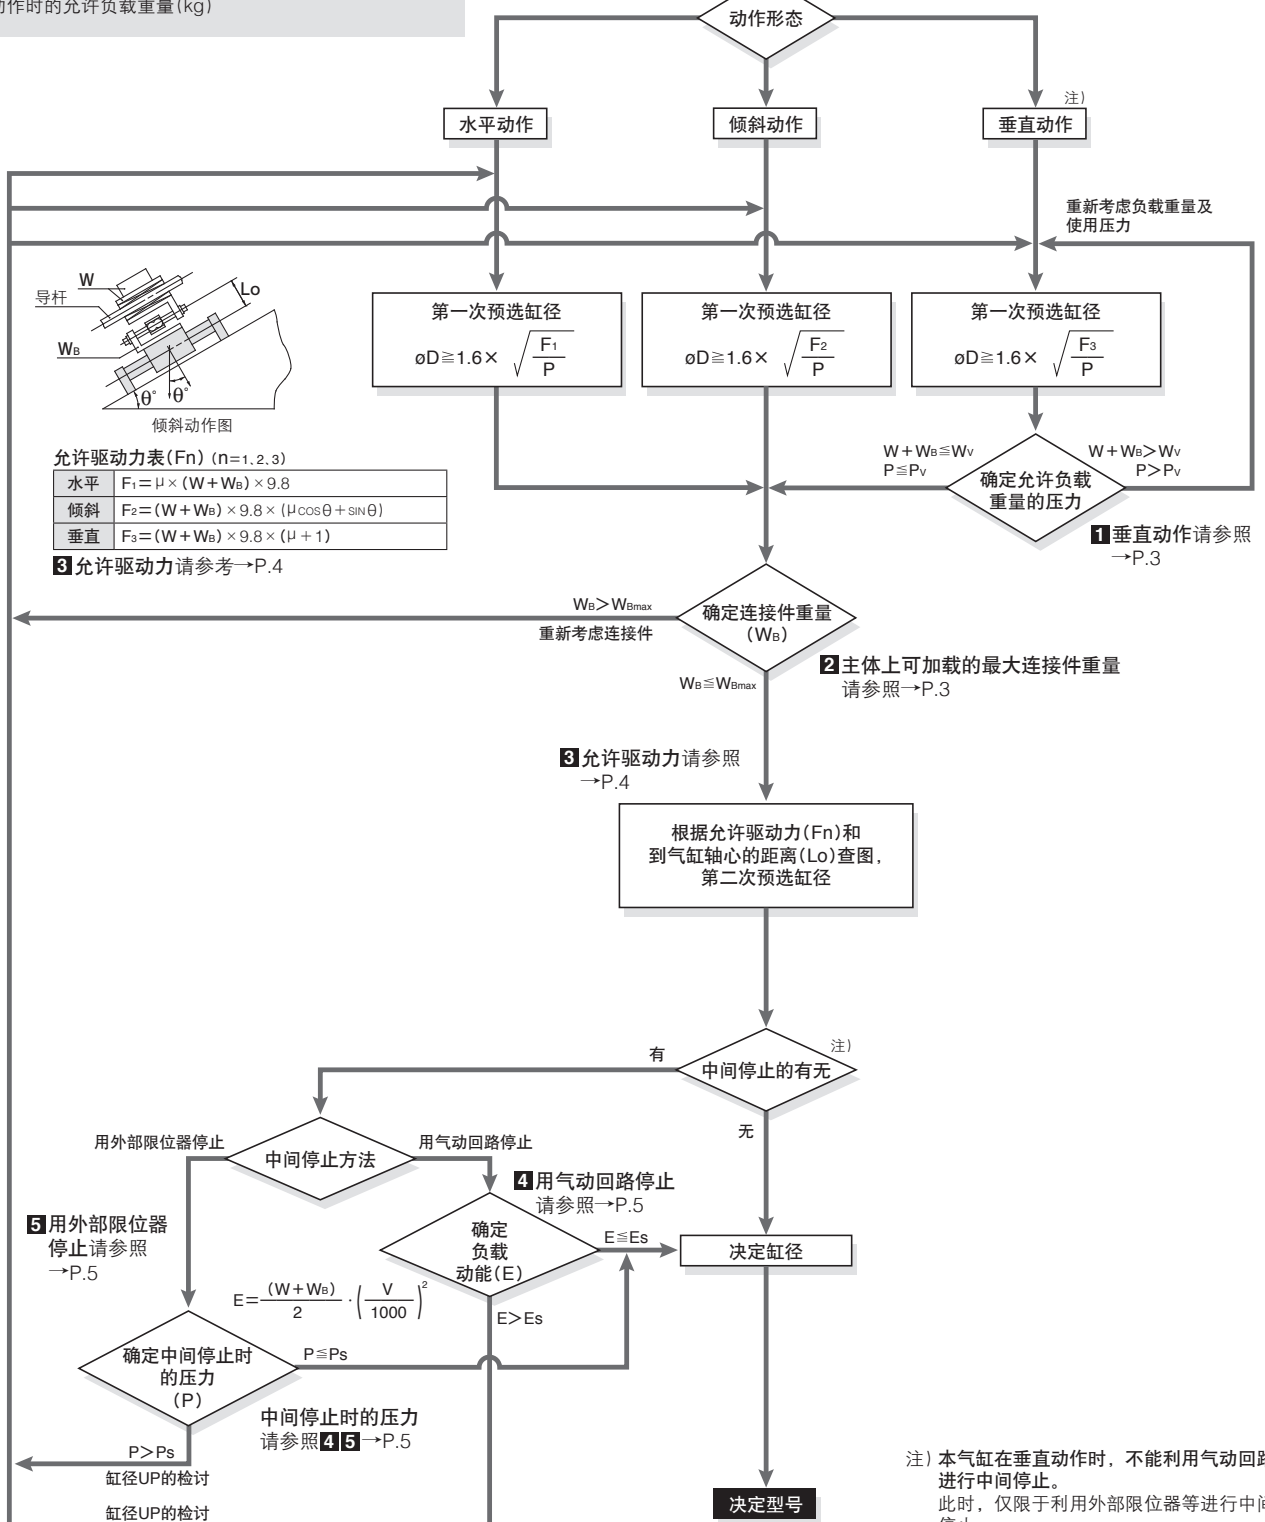 动作时的允许负载重量(kg)
动作形态
水平动作
倾斜动作
注)
垂直动作
重新考虑负载重量及
使用压力
W
导杆
Lo
WB
θ°
θ°
倾斜动作图
第一次预选缸径
øD≧1.6×√F1/P
第一次预选缸径
øD≧1.6×√F2/P
第一次预选缸径
øD≧1.6×√F3/P
允许驱动力表(Fn) (n=1,2,3)
水平 F1=μ×(W+WB)×9.8
倾斜 F2=(W+WB)×9.8×(μCOSθ+SINθ)
垂直 F3=(W+WB)×9.8×(μ+1)
3 允许驱动力请参考→P.4
W+WB≦WV
P≦PV
确定允许负载
重量的压力
W+WB>WV
P>PV
1 垂直动作请参照
→P.3
WB>WBmax
重新考虑连接件
确定连接件重量
(WB)
WB≦WBmax
2 主体上可加载的最大连接件重量
请参照→P.3
3 允许驱动力请参照
→P.4
根据允许驱动力(Fn)和
到气缸轴心的距离(Lo)查图,
第二次预选缸径
有
注)
中间停止的有无
无
用外部限位器停止
中间停止方法
用气动回路停止
4 用气动回路停止
请参照→P.5
5 用外部限位器
停止请参照
→P.5
确定
负载
动能(E)
E≦Es
决定缸径
E=(W+WB)/2·(V/1000)²
E>Es
确定中间停止时
的压力
(P)
P≦Ps
中间停止时的压力
请参照 4 5 →P.5
P>Ps
缸径UP的检讨
缸径UP的检讨
决定型号
注) 本气缸在垂直动作时, 不能利用气动回路
进行中间停止。
此时, 仅限于利用外部限位器等进行中间